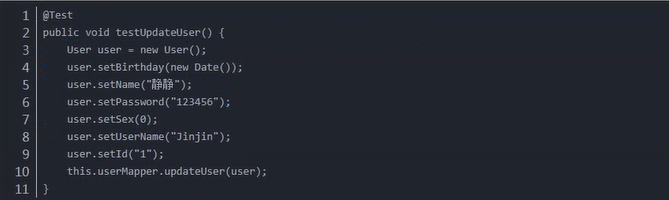 1 @Test
2 public void testUpdateUser() {
3 User user = new User();
4 user.setBirthday(new Date());
5 user.setName("静静");
6 user.setPassword("123456");
7 user.setSex(0);
8 user.setUserName("Jinjin");
9 user.setId("1");
10 this.userMapper.updateUser(user);
11 }